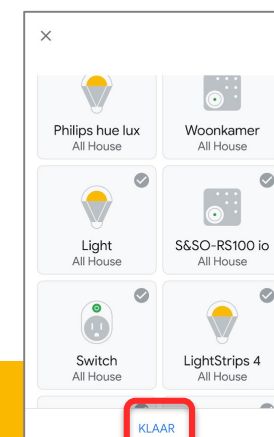 Philips hue lux
All House
Woonkamer
All House
Light
All House
S&SO-RS100 io
All House
Switch
All House
LightStrips 4
All House
KLAAR